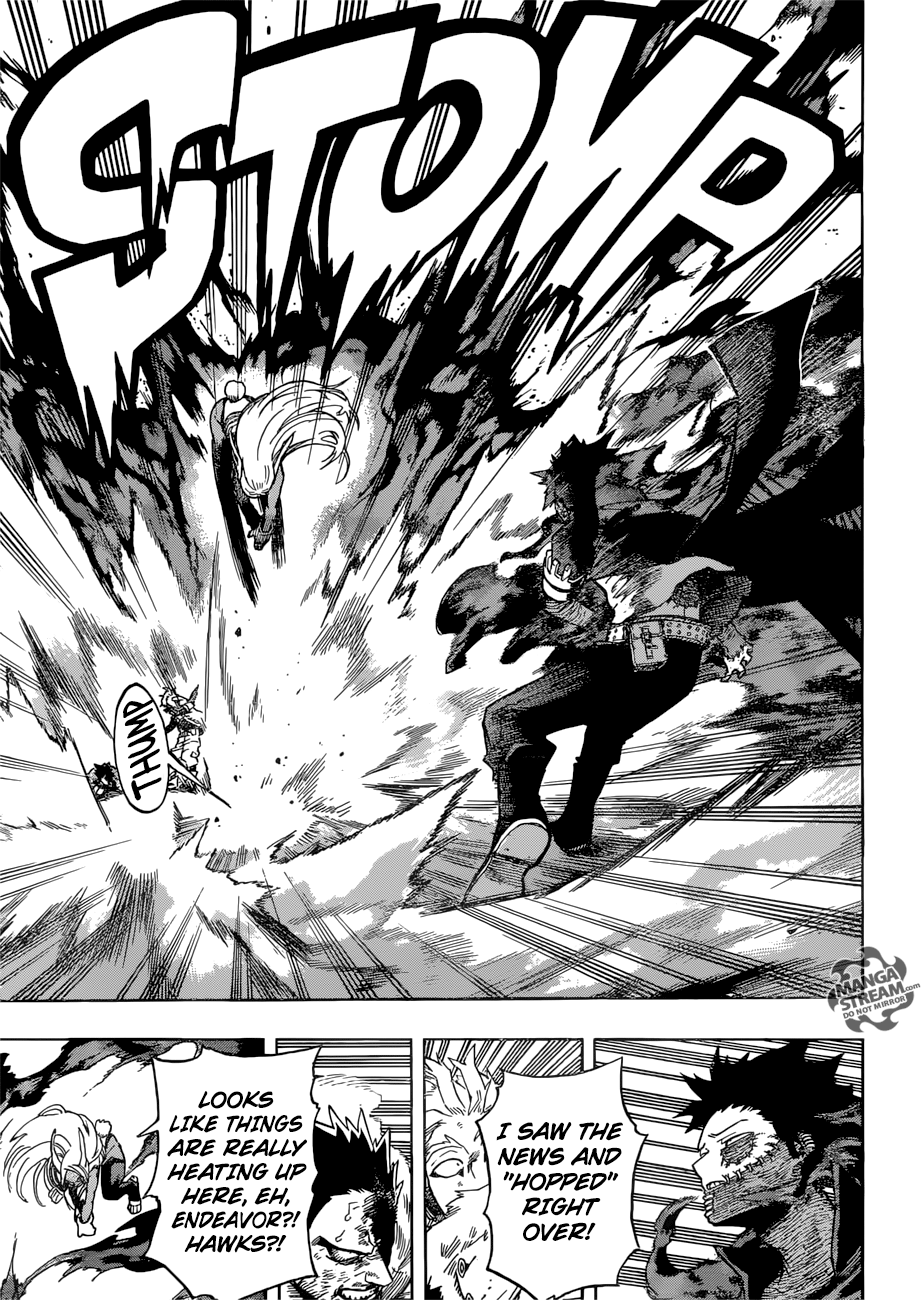 STOMP
THUMP
MANGA
STREAM.com
DO NOT MIRROR
I SAW THE
NEWS AND
"HOPPED"
RIGHT
OVER!
LOOKS
LIKE THINGS
ARE REALLY
HEATING UP
HERE, EH,
ENDEAVOR?!
HAWKS?!